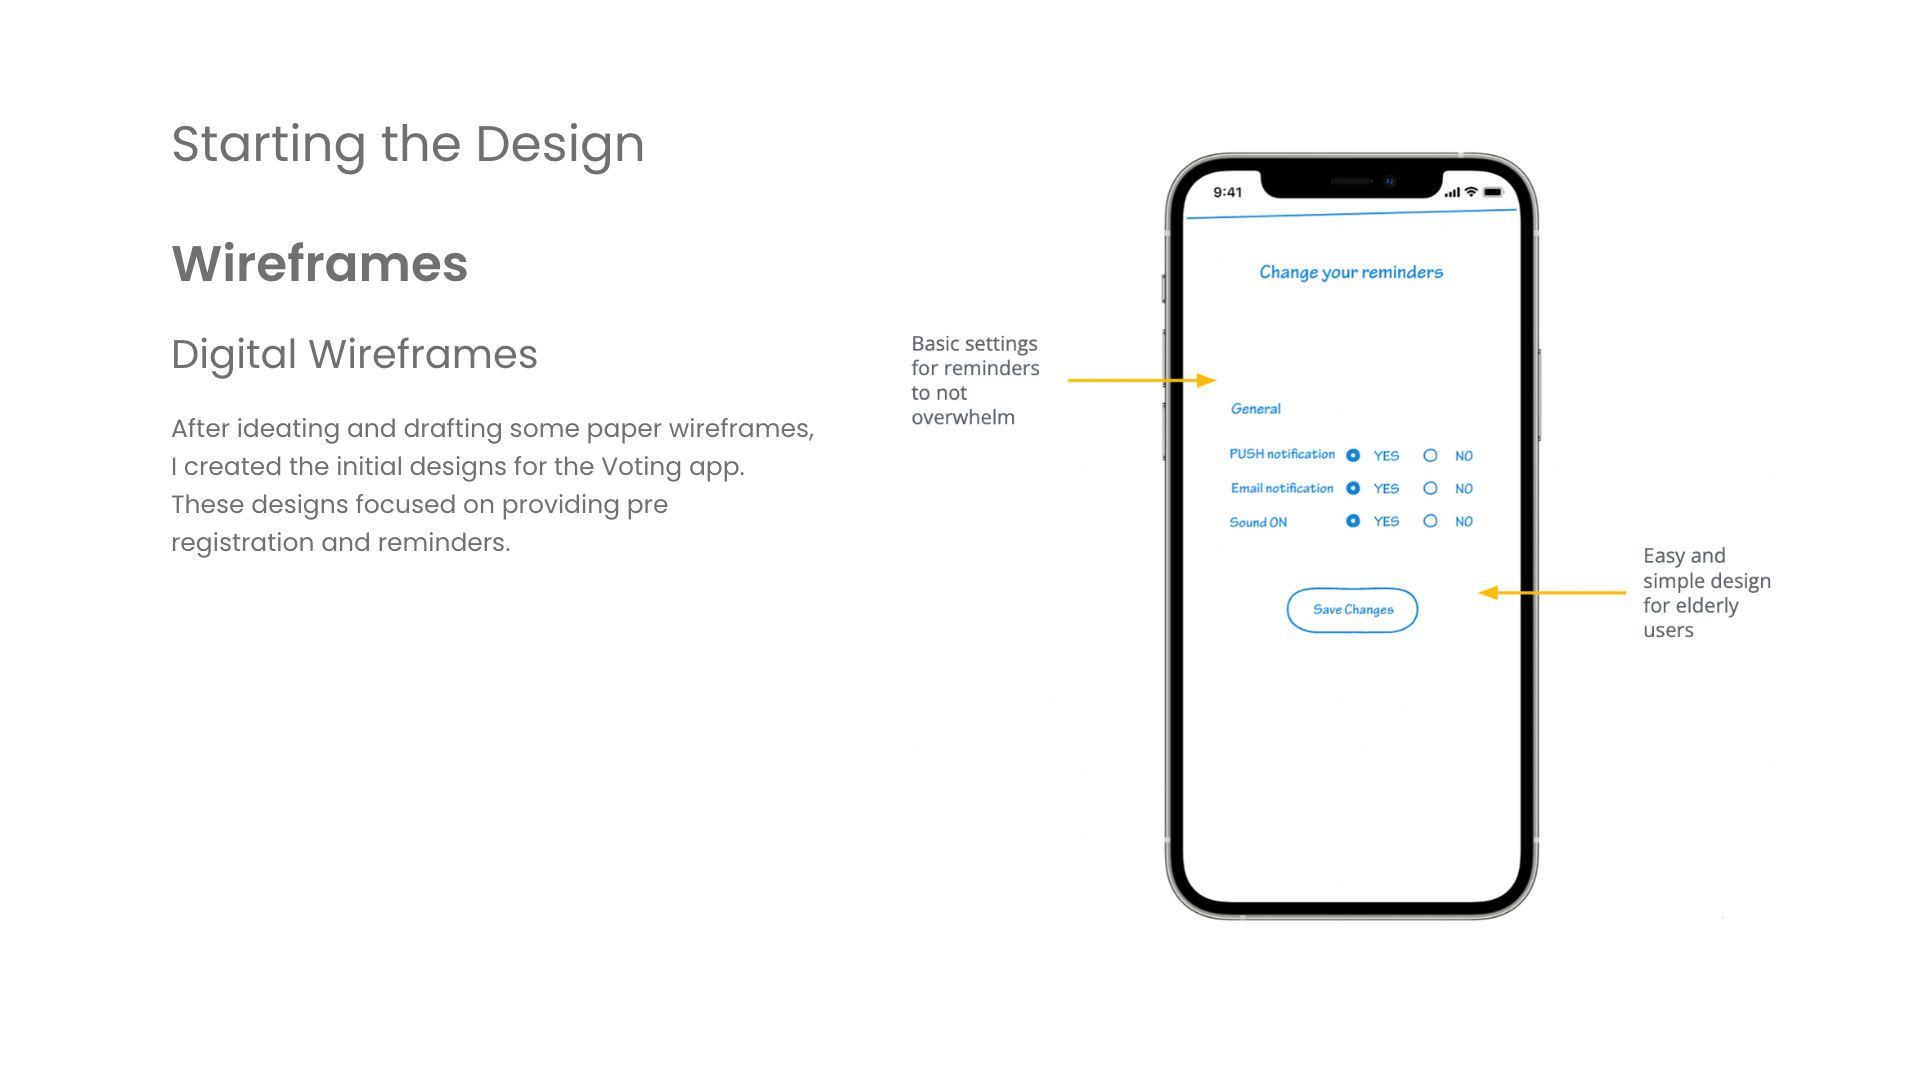 Starting the Design
Wireframes
Digital Wireframes
After ideating and drafting some paper wireframes,
I created the initial designs for the Voting app.
These designs focused on providing pre
registration and reminders.
Basic settings
for reminders
to not
overwhelm
9:41
Change your reminders
General
PUSH notification YES NO
Email notification YES NO
Sound ON YES NO
Save Changes
Easy and
simple design
for elderly
users